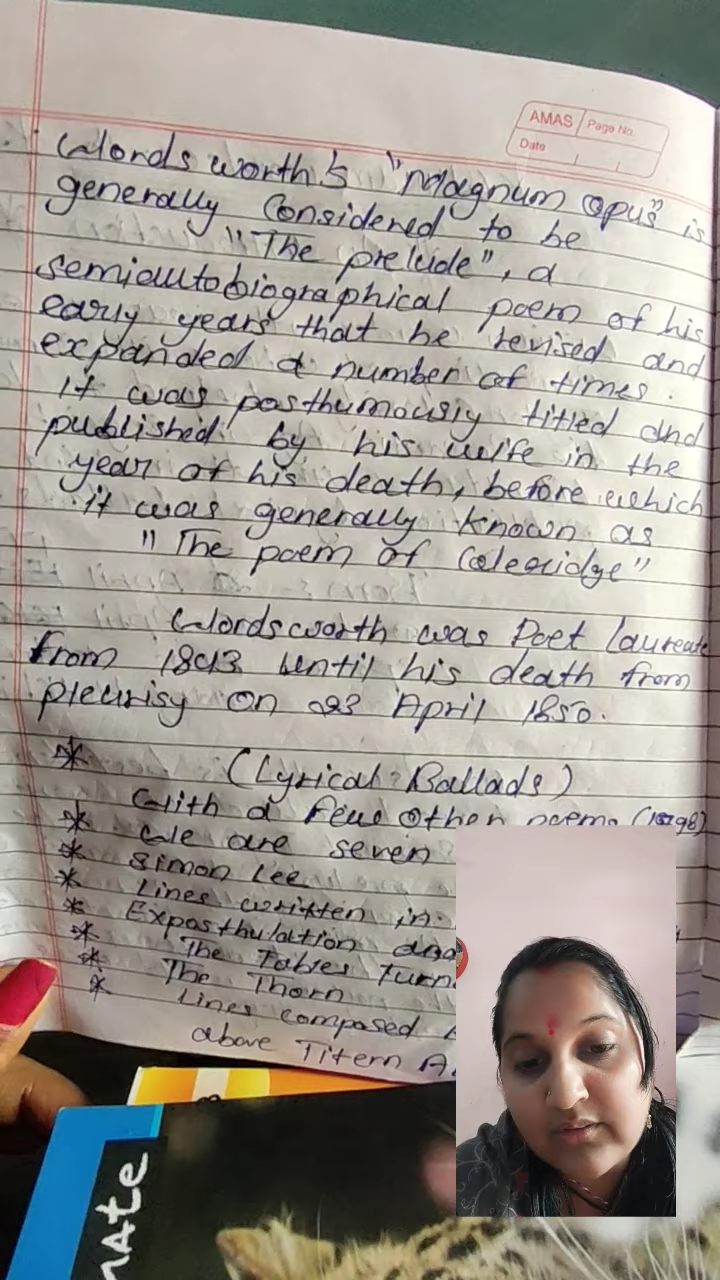 AMAS Page No.
Date
Wordsworth's "Magnum opus" is
generally Considered to be
"The prelude", a
semiautobiographical poem of his
early years that he revised and
expanded a number of times.
it was posthumously titled and
published by his wife in the
year of his death, before which
it was generally known as
"The poem of Coleridge"
Wordsworth was Poet Laureate
from 1843 until his death from
pleurisy on 23 April 1850.
* (Lyrical Ballads)
With a few other poems (1798)
* We are seven
* Simon Lee
* Lines written in
* Exposthulation and
* The Tables turn
* The Thorn
* Lines composed
above Titern A
MATE